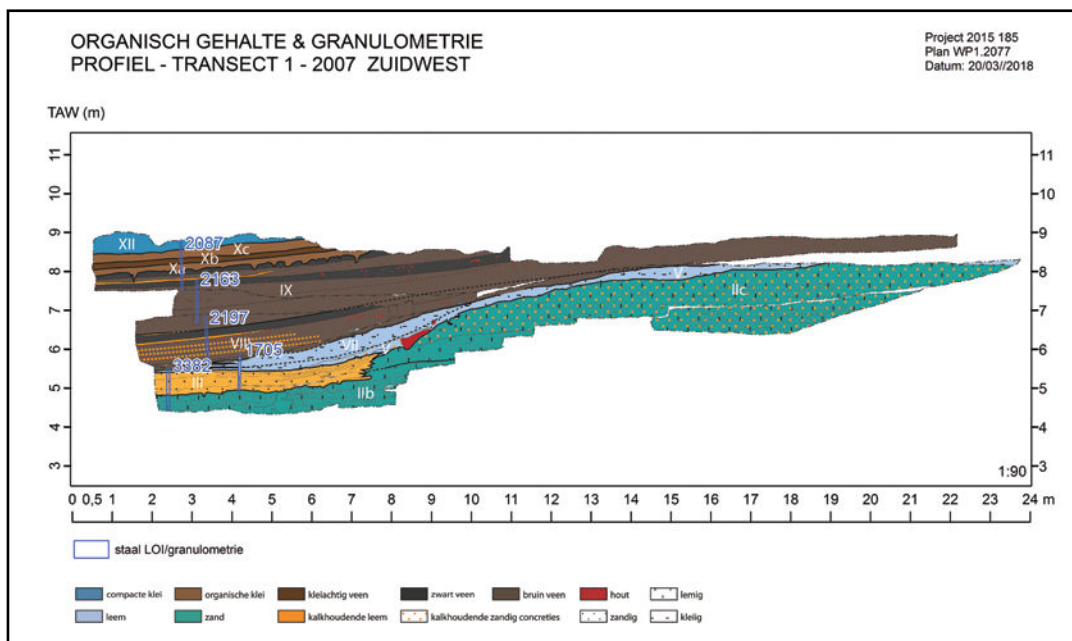 ORGANISCH GEHALTE & GRANULOMETRIE
PROFIEL - TRANSECT 1 - 2007 ZUIDWEST
Project 2015 185
Plan WP1.2077
Datum: 20/03//2018
TAW (m)
11 11
10 10
9 9
8 8
7 7
6 6
5 5
4 4
3 3
XII
2087
Xc
Xb
Xa
2163
IX
V
IIc
2197
VIII
VII
1705
V
3382
III
IIb
1:90
0 0,5 1 2 3 4 5 6 7 8 9 10 11 12 13 14 15 16 17 18 19 20 21 22 23 24 m
staal LOI/granulometrie
compacte klei organische klei kleiachtig veen zwart veen bruin veen hout lemig
leem zand kalkhoudende leem kalkhoudende zandig concreties zandig kleiig